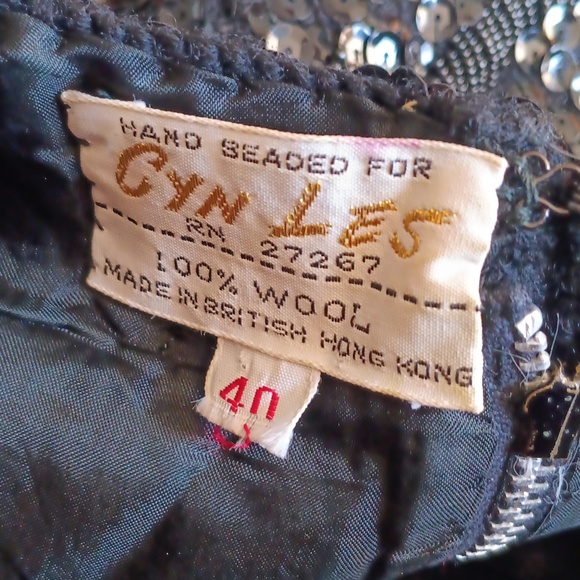 HAND BEADED FOR
CYN LES
RN 27267
100% WOOL
MADE IN BRITISH HONG KONG
40